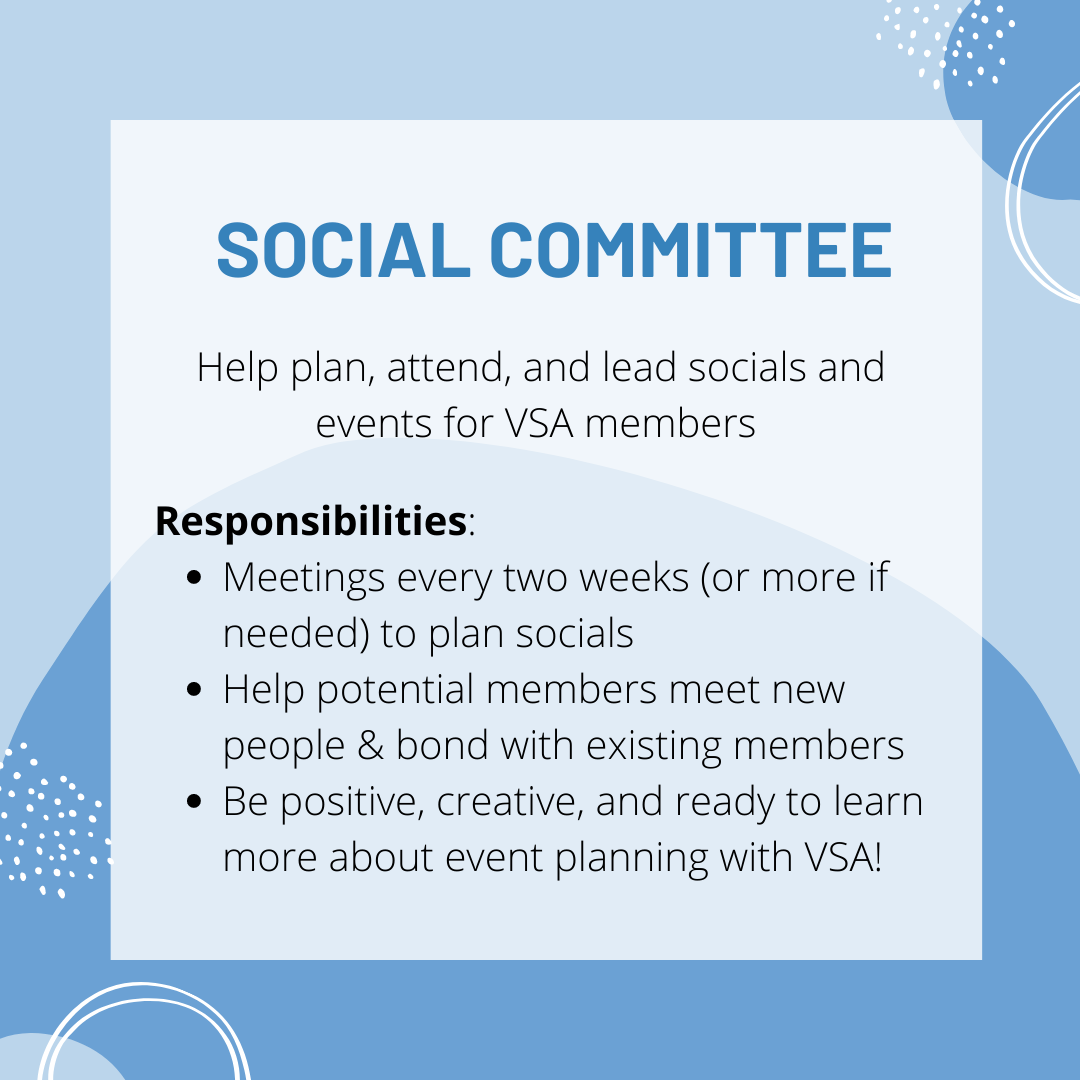 SOCIAL COMMITTEE
Help plan, attend, and lead socials and
events for VSA members
Responsibilities:
• Meetings every two weeks (or more if
needed) to plan socials
• Help potential members meet new
people & bond with existing members
• Be positive, creative, and ready to learn
more about event planning with VSA!